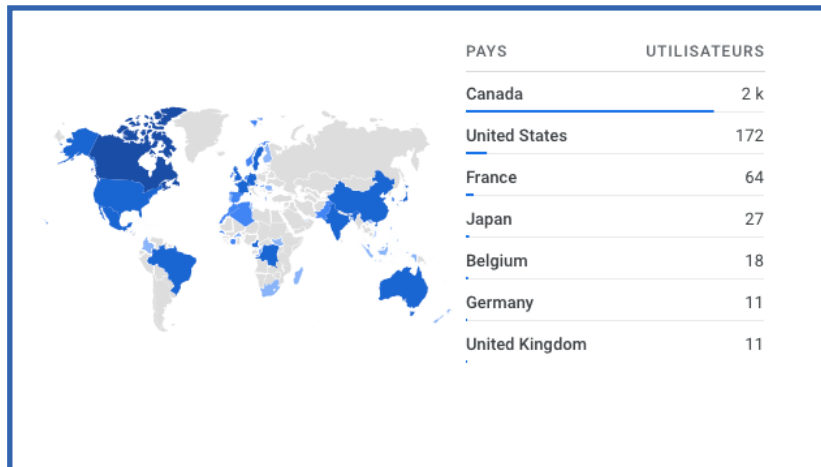 PAYS UTILISATEURS
Canada 2 k
United States 172
France 64
Japan 27
Belgium 18
Germany 11
United Kingdom 11